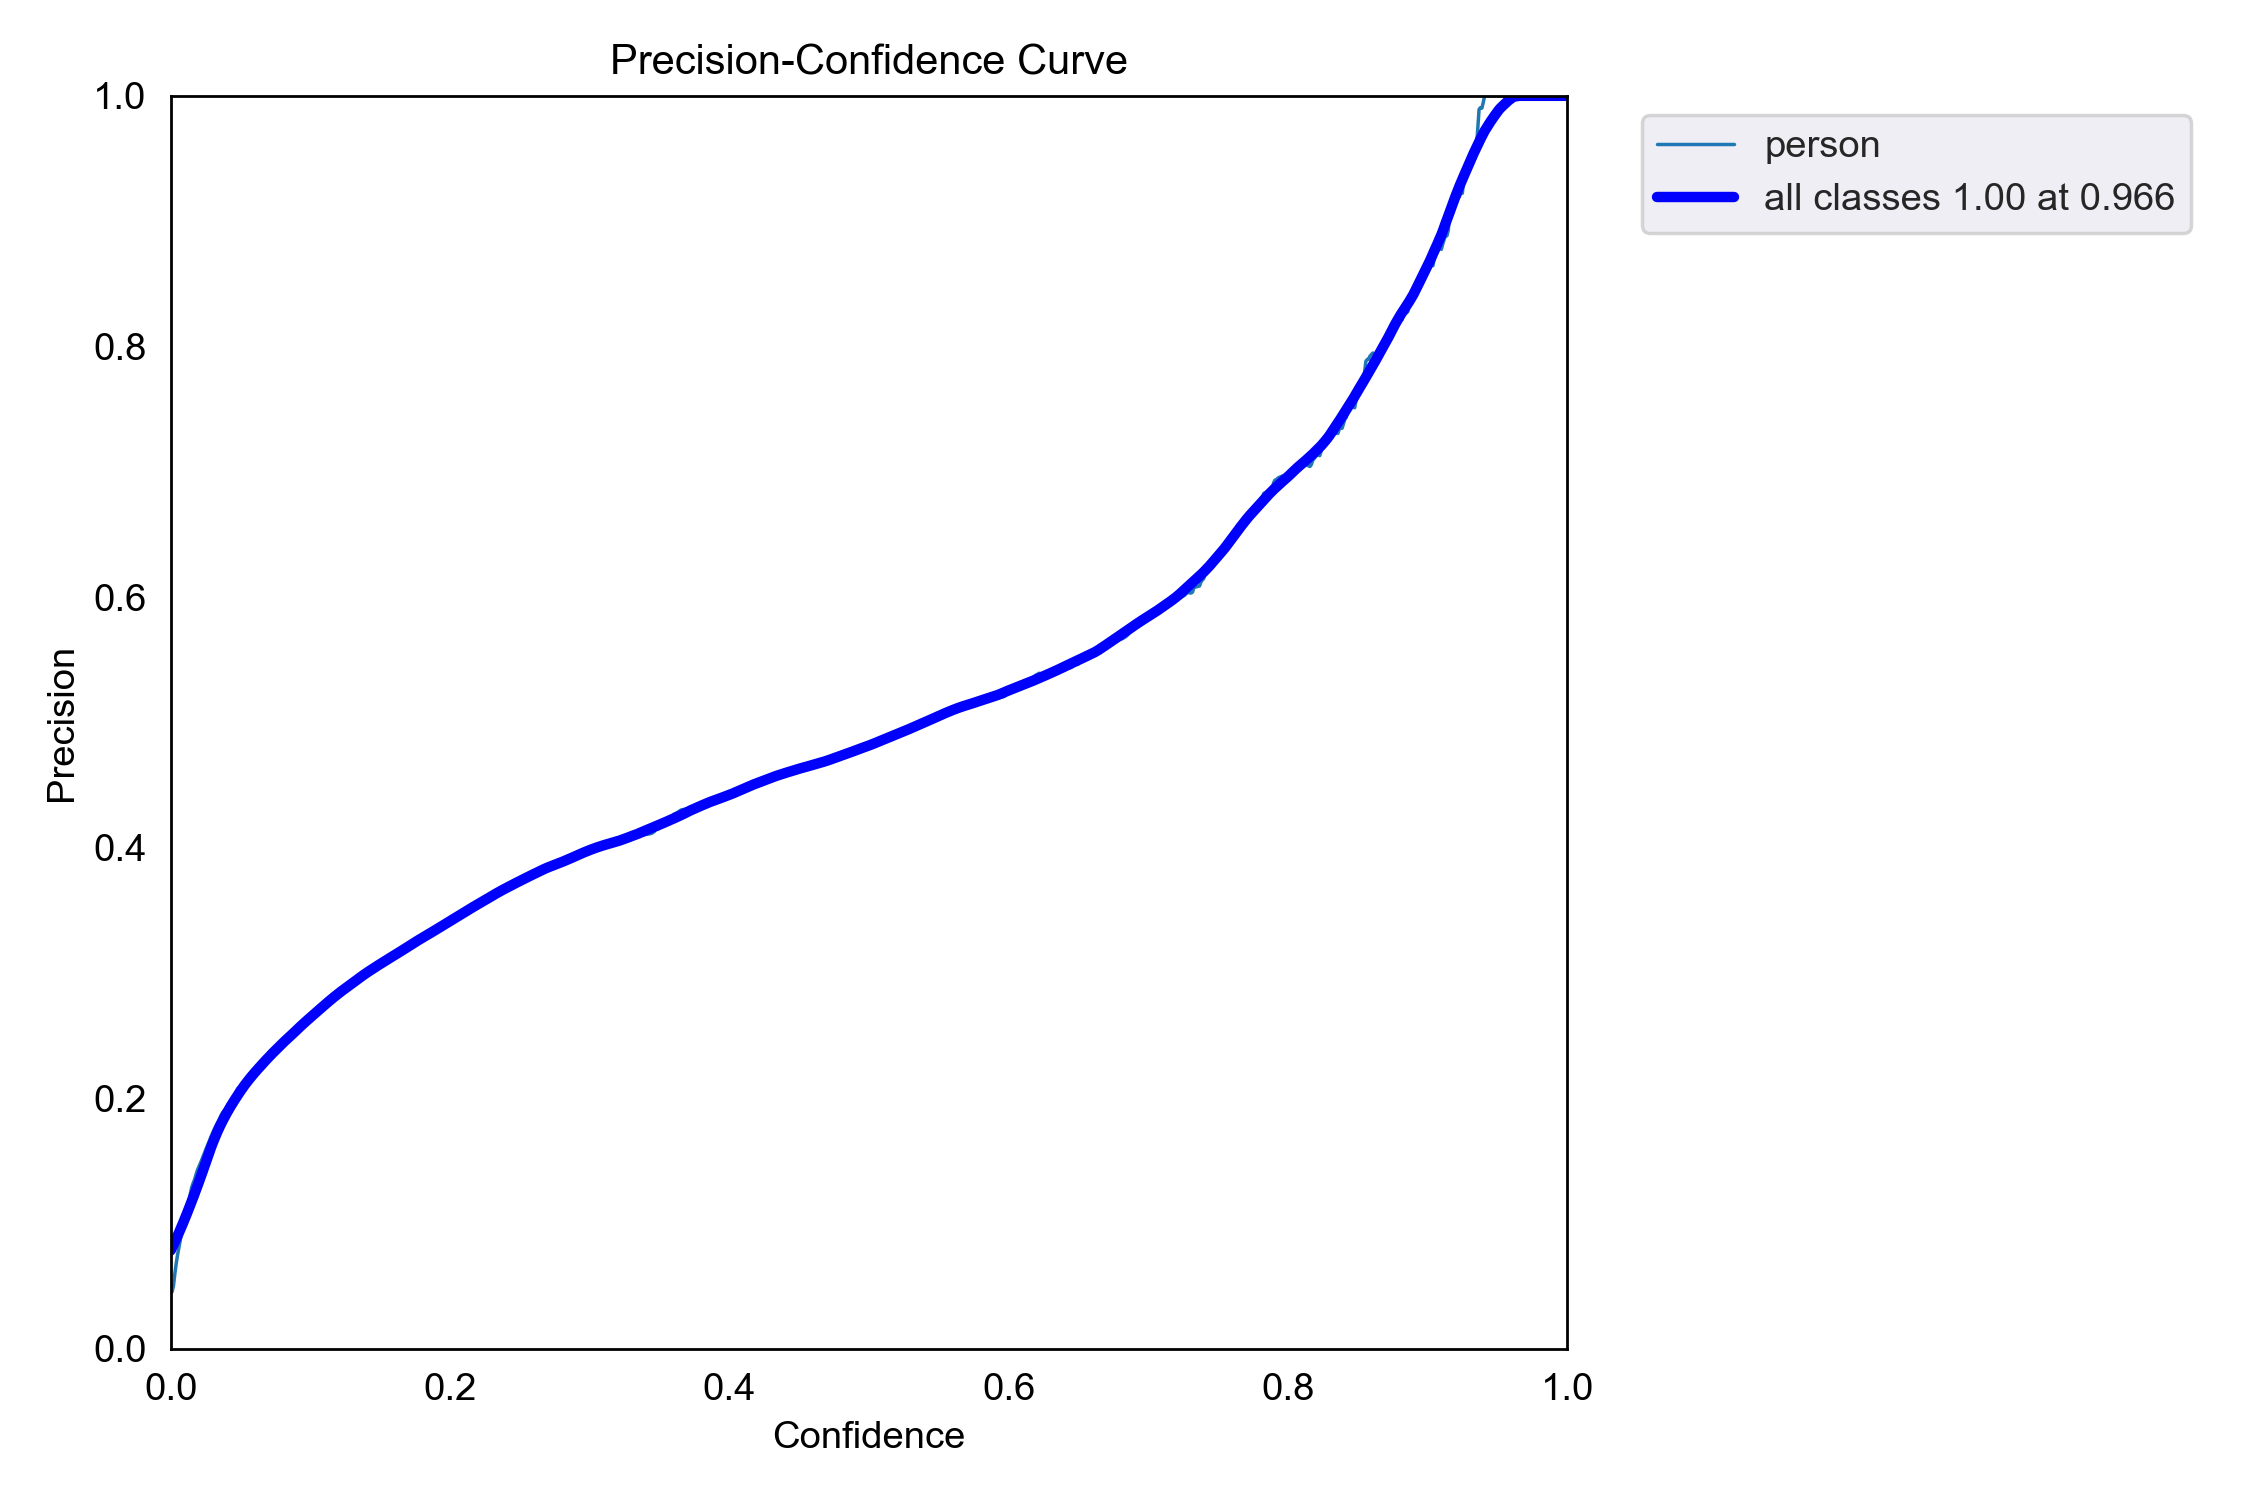 Precision-Confidence Curve
1.0
0.8
0.6
0.4
0.2
0.0
Precision
0.0 0.2 0.4 0.6 0.8 1.0
Confidence
person
all classes 1.00 at 0.966